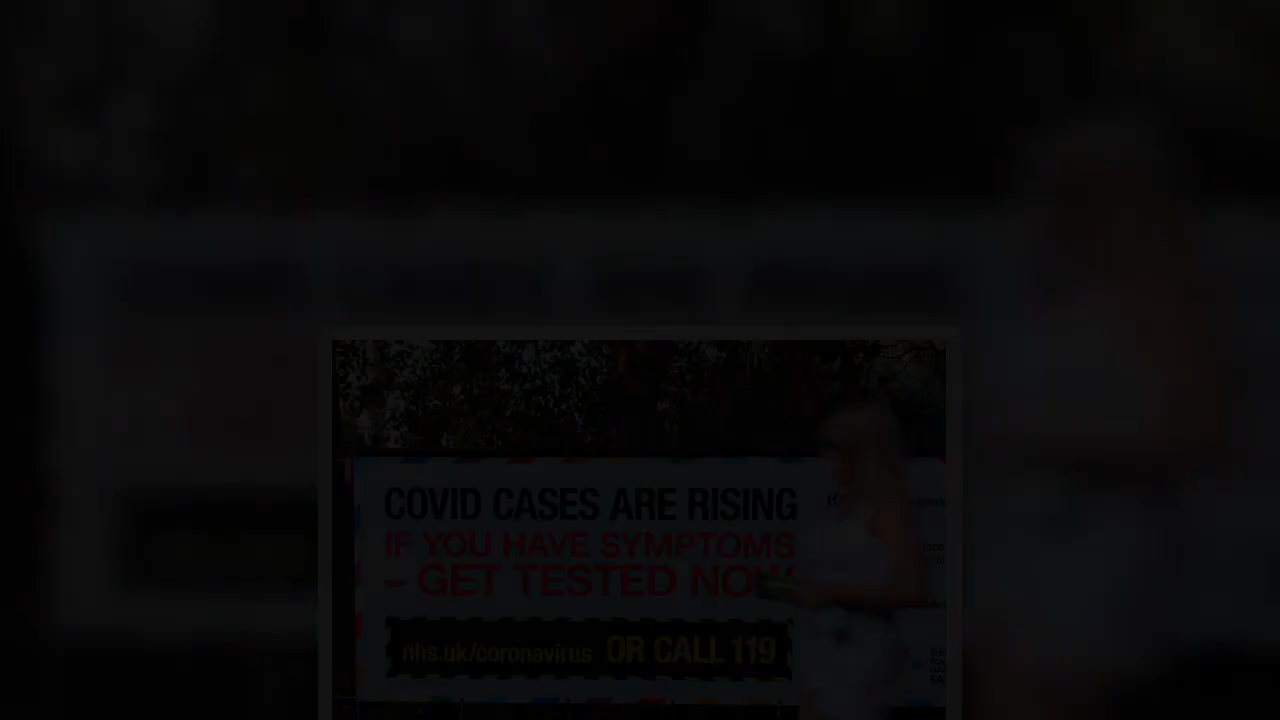 COVID CASES ARE RISING
IF YOU HAVE SYMPTOMS
– GET TESTED NOW
nhs.uk/coronavirus OR CALL 119